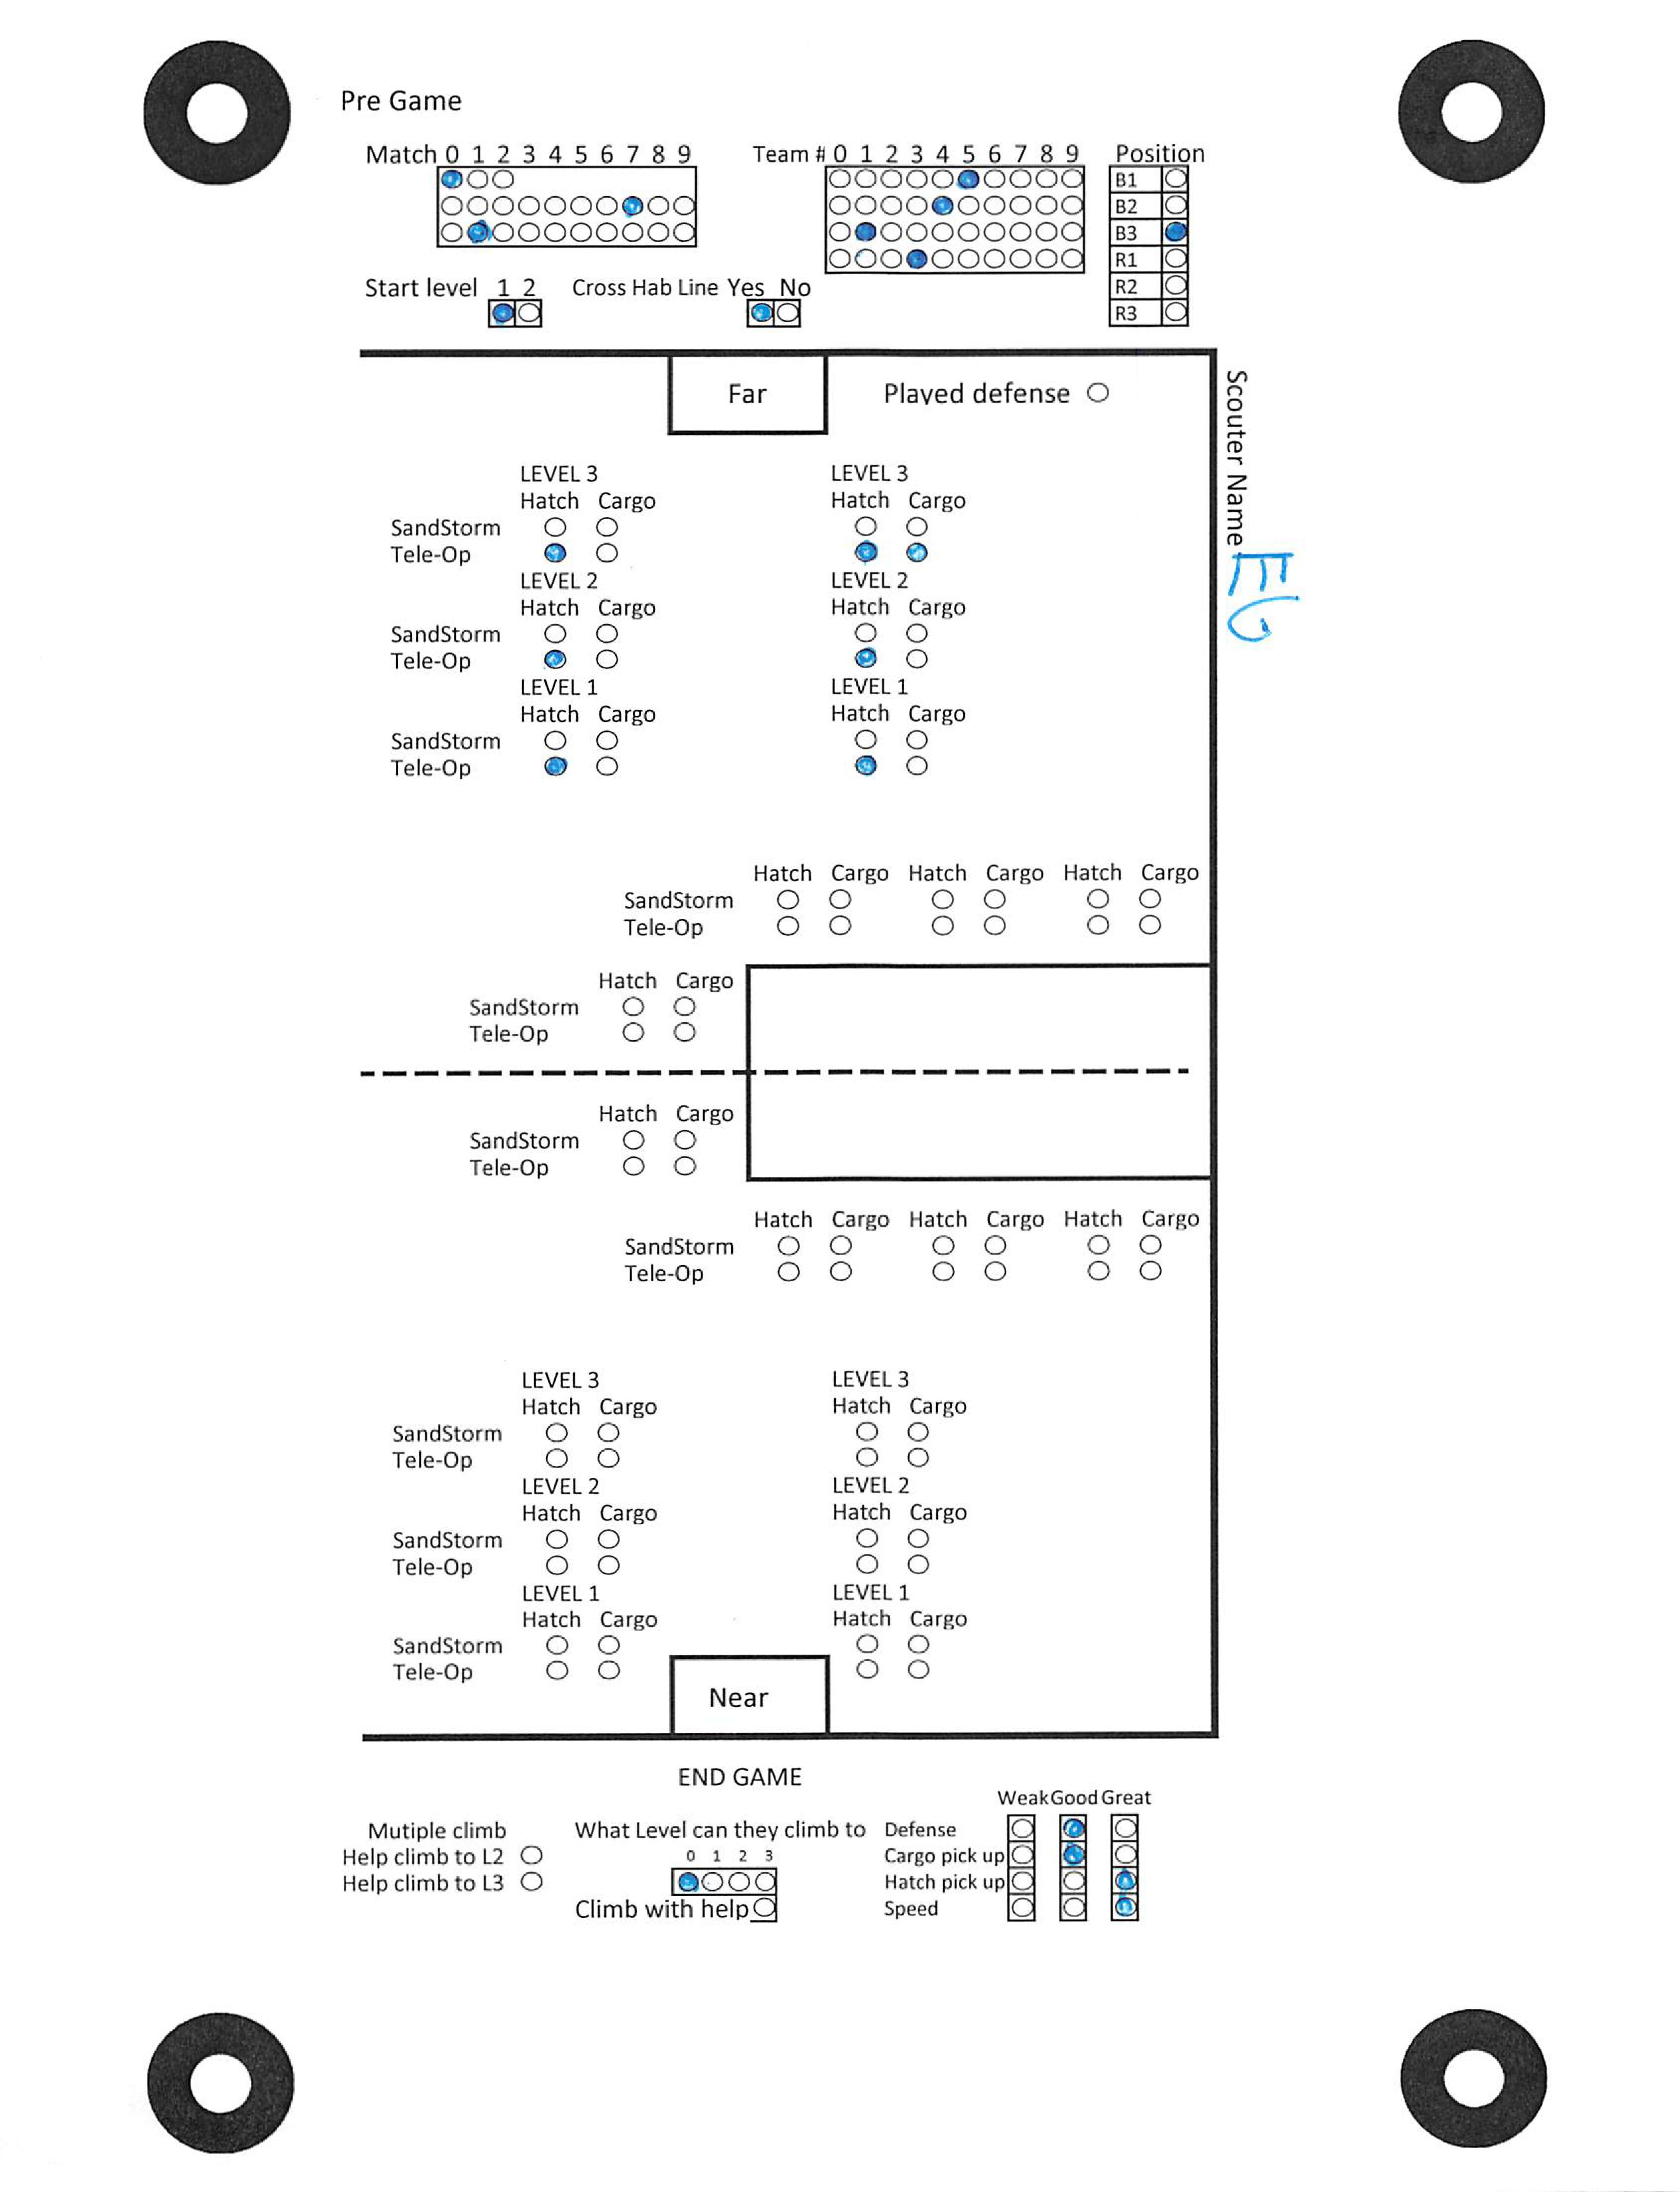 Pre Game
Match 0 1 2 3 4 5 6 7 8 9
Team # 0 1 2 3 4 5 6 7 8 9
Position
B1
B2
B3
R1
R2
R3
Start level 1 2
Cross Hab Line Yes No
Far
Played defense
Scouter Name EG
LEVEL 3 LEVEL 3
Hatch Cargo Hatch Cargo
SandStorm
Tele-Op
LEVEL 2 LEVEL 2
Hatch Cargo Hatch Cargo
SandStorm
Tele-Op
LEVEL 1 LEVEL 1
Hatch Cargo Hatch Cargo
SandStorm
Tele-Op
Hatch Cargo Hatch Cargo Hatch Cargo
SandStorm
Tele-Op
Hatch Cargo
SandStorm
Tele-Op
Hatch Cargo
SandStorm
Tele-Op
Hatch Cargo Hatch Cargo Hatch Cargo
SandStorm
Tele-Op
LEVEL 3 LEVEL 3
Hatch Cargo Hatch Cargo
SandStorm
Tele-Op
LEVEL 2 LEVEL 2
Hatch Cargo Hatch Cargo
SandStorm
Tele-Op
LEVEL 1 LEVEL 1
Hatch Cargo Hatch Cargo
SandStorm
Tele-Op
Near
END GAME
Mutiple climb
Help climb to L2
Help climb to L3
What Level can they climb to
0 1 2 3
Climb with help
Weak Good Great
Defense
Cargo pick up
Hatch pick up
Speed